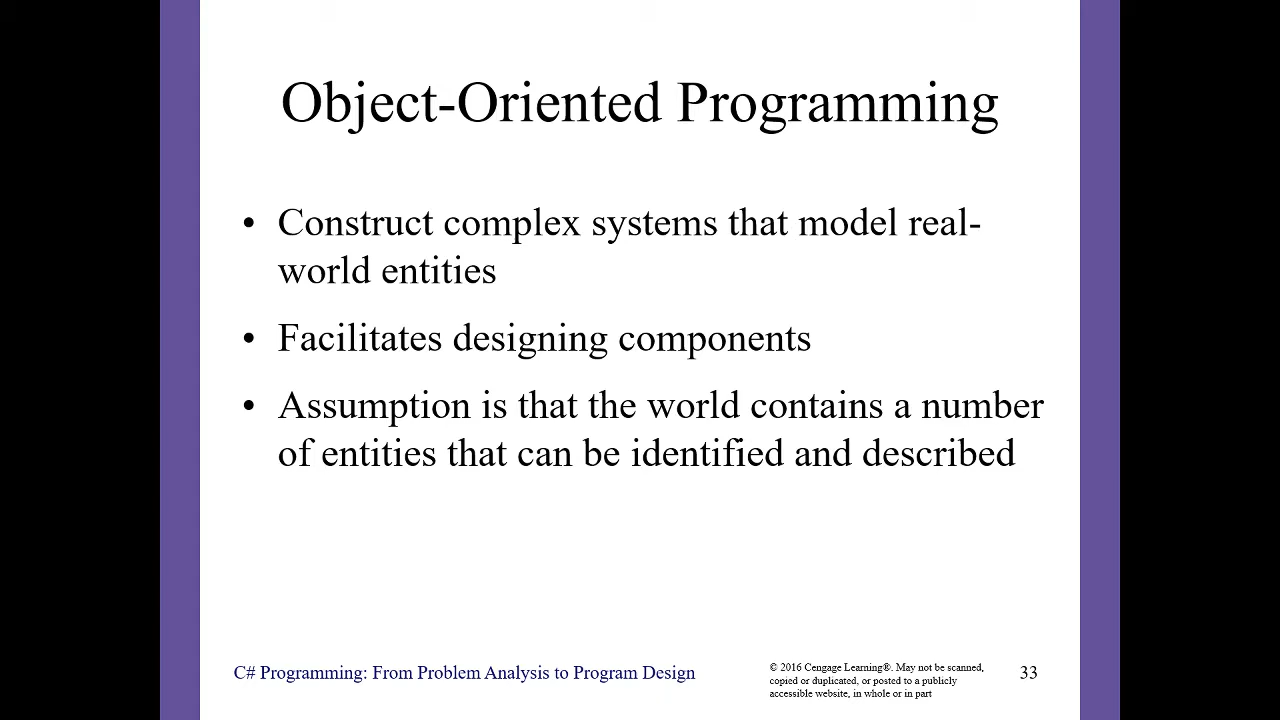 Object-Oriented Programming
• Construct complex systems that model real-
world entities
• Facilitates designing components
• Assumption is that the world contains a number
of entities that can be identified and described
C# Programming: From Problem Analysis to Program Design
© 2016 Cengage Learning®. May not be scanned,
copied or duplicated, or posted to a publicly
accessible website, in whole or in part
33